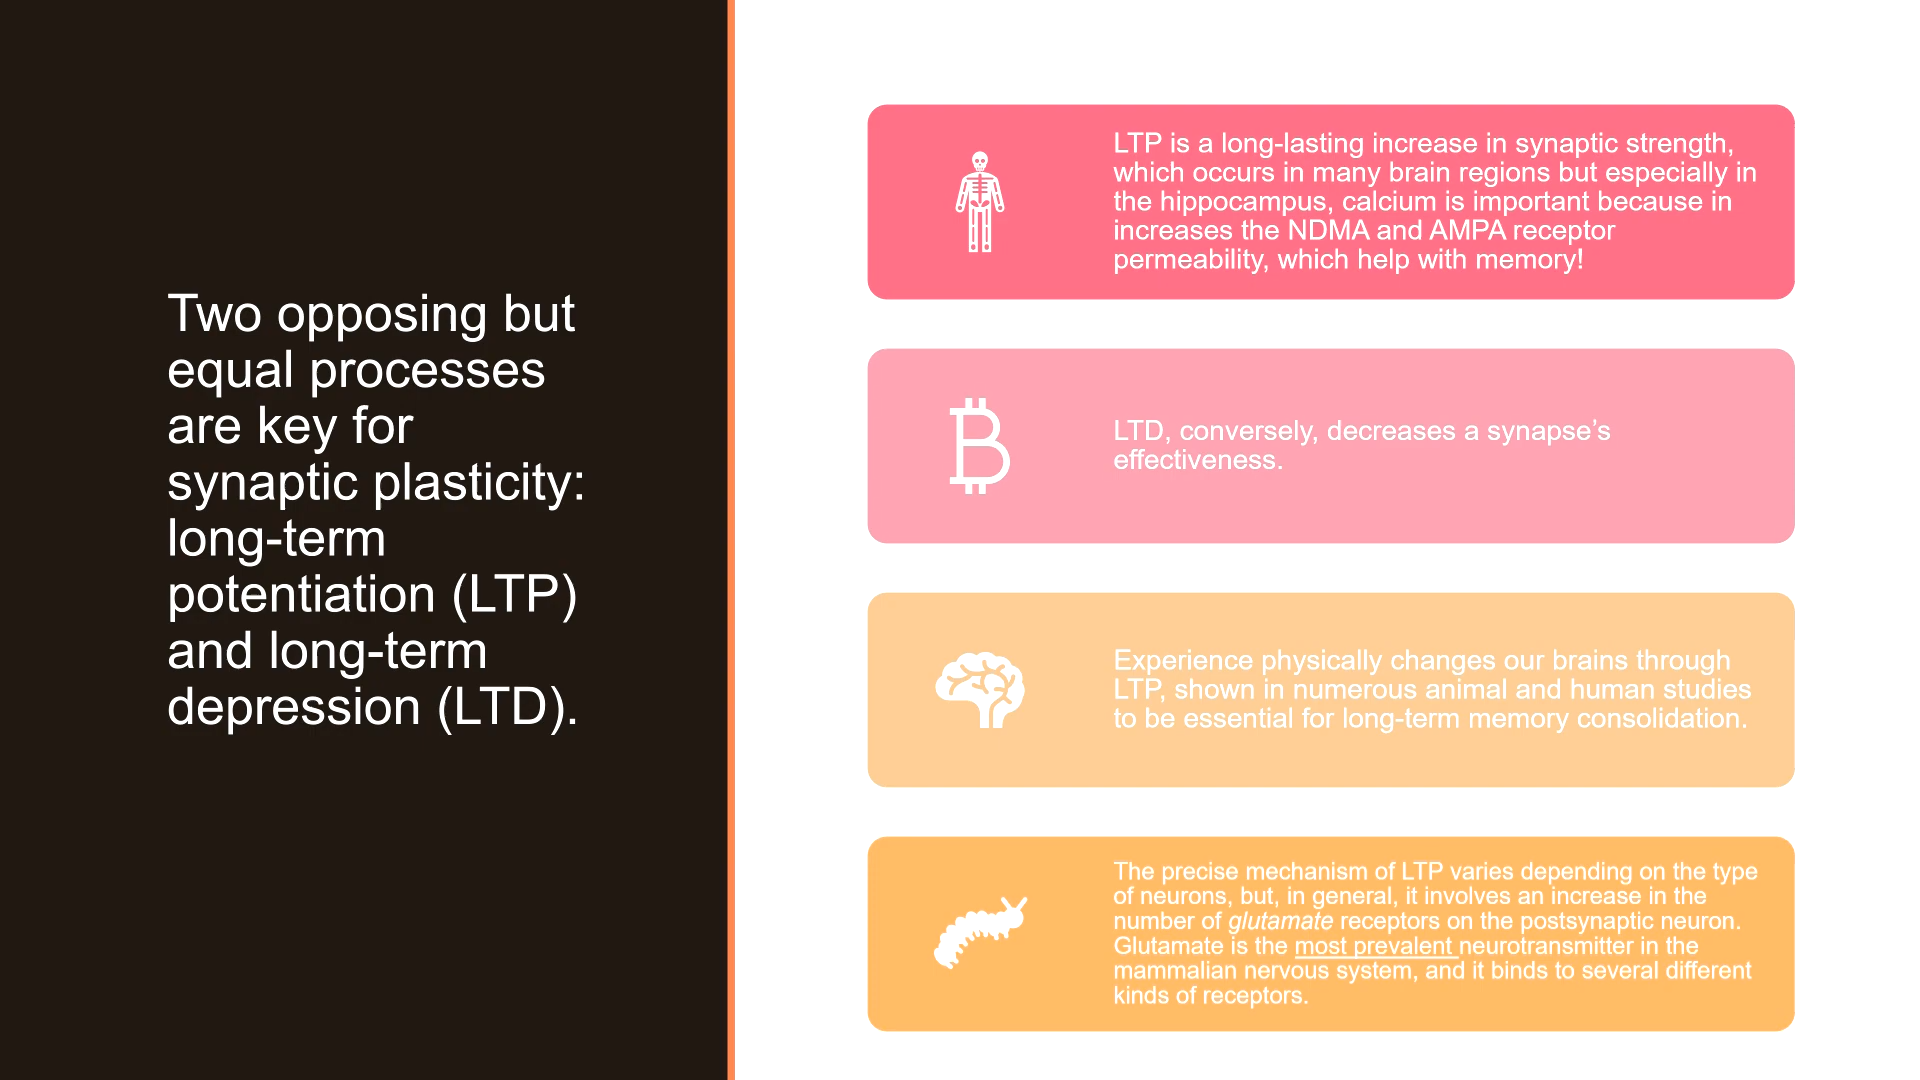 Two opposing but
equal processes
are key for
synaptic plasticity:
long-term
potentiation (LTP)
and long-term
depression (LTD).
LTP is a long-lasting increase in synaptic strength,
which occurs in many brain regions but especially in
the hippocampus, calcium is important because in
increases the NDMA and AMPA receptor
permeability, which help with memory!
LTD, conversely, decreases a synapse’s
effectiveness.
Experience physically changes our brains through
LTP, shown in numerous animal and human studies
to be essential for long-term memory consolidation.
The precise mechanism of LTP varies depending on the type
of neurons, but, in general, it involves an increase in the
number of glutamate receptors on the postsynaptic neuron.
Glutamate is the most prevalent neurotransmitter in the
mammalian nervous system, and it binds to several different
kinds of receptors.